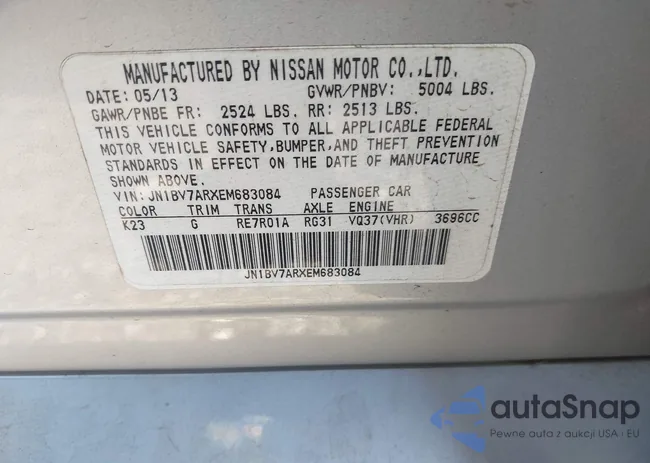 MANUFACTURED BY NISSAN MOTOR CO.,LTD.
DATE: 05/13 GVWR/PNBV: 5004 LBS.
GAWR/PNBE FR: 2524 LBS. RR: 2513 LBS.
THIS VEHICLE CONFORMS TO ALL APPLICABLE FEDERAL
MOTOR VEHICLE SAFETY,BUMPER,AND THEFT PREVENTION
STANDARDS IN EFFECT ON THE DATE OF MANUFACTURE
SHOWN ABOVE.
VIN: JN1BV7ARXEM683084 PASSENGER CAR
COLOR TRIM TRANS AXLE ENGINE
K23 G RE7R01A RG31 VQ37(VHR) 3696CC
JN1BV7ARXEM683084
autaSnap
Pewne auta z aukcji USA i EU